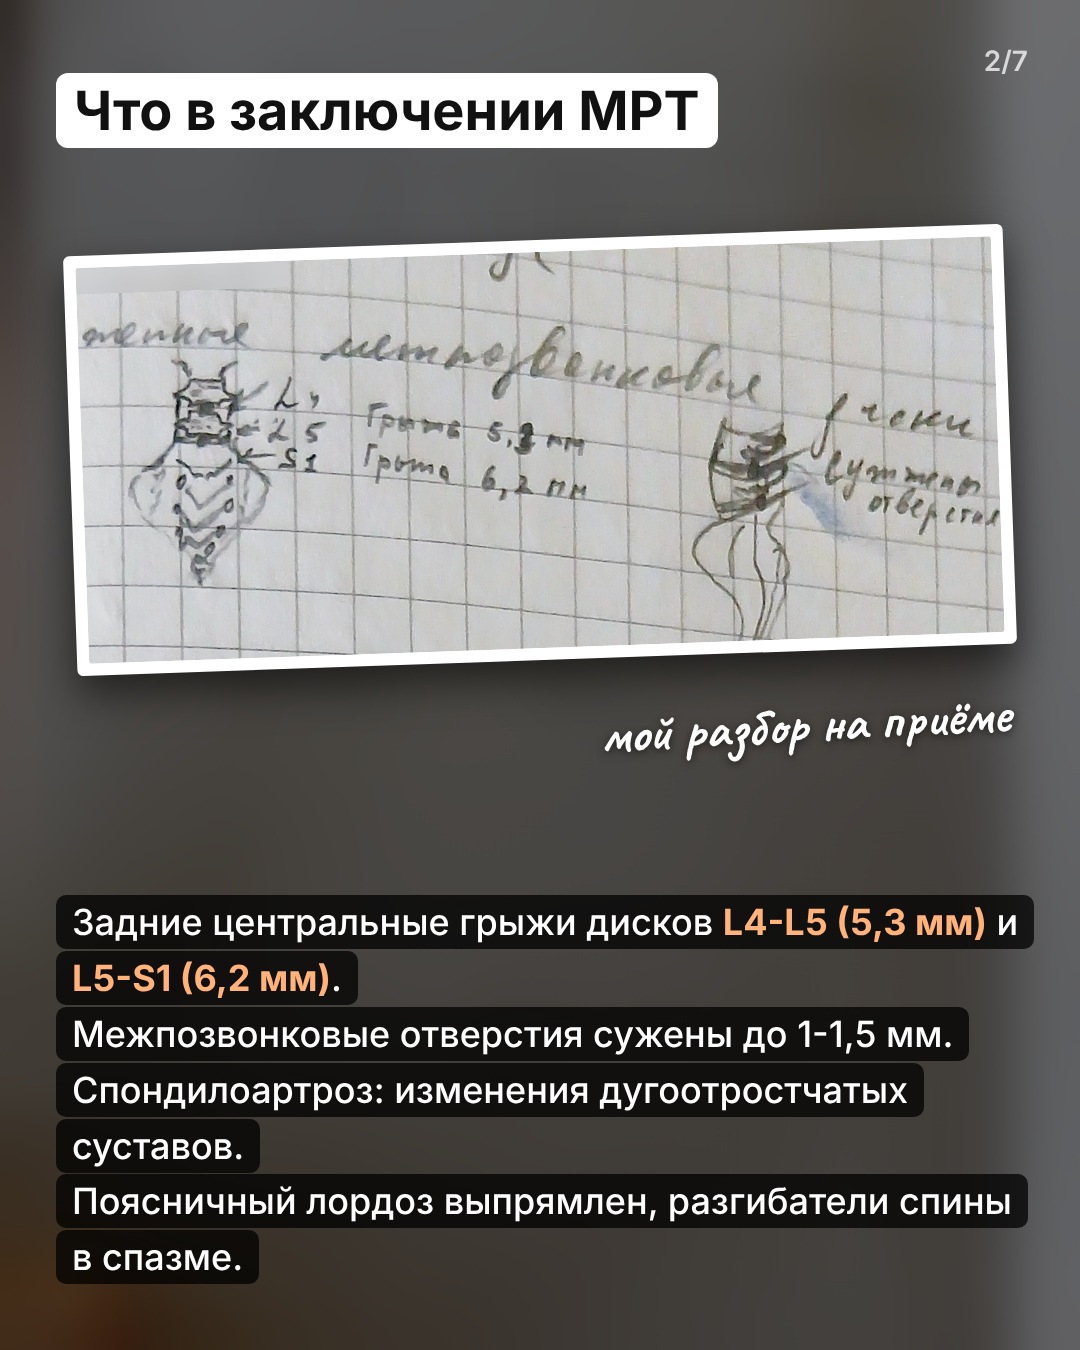 2/7
Что в заключении МРТ
межпозвонковые
L4
L5 Грыжа 5,3 мм
S1 Грыжа 6,2 мм
сужены
отверстия
мой разбор на приёме
Задние центральные грыжи дисков L4-L5 (5,3 мм) и
L5-S1 (6,2 мм).
Межпозвонковые отверстия сужены до 1-1,5 мм.
Спондилоартроз: изменения дугоотростчатых
суставов.
Поясничный лордоз выпрямлен, разгибатели спины
в спазме.